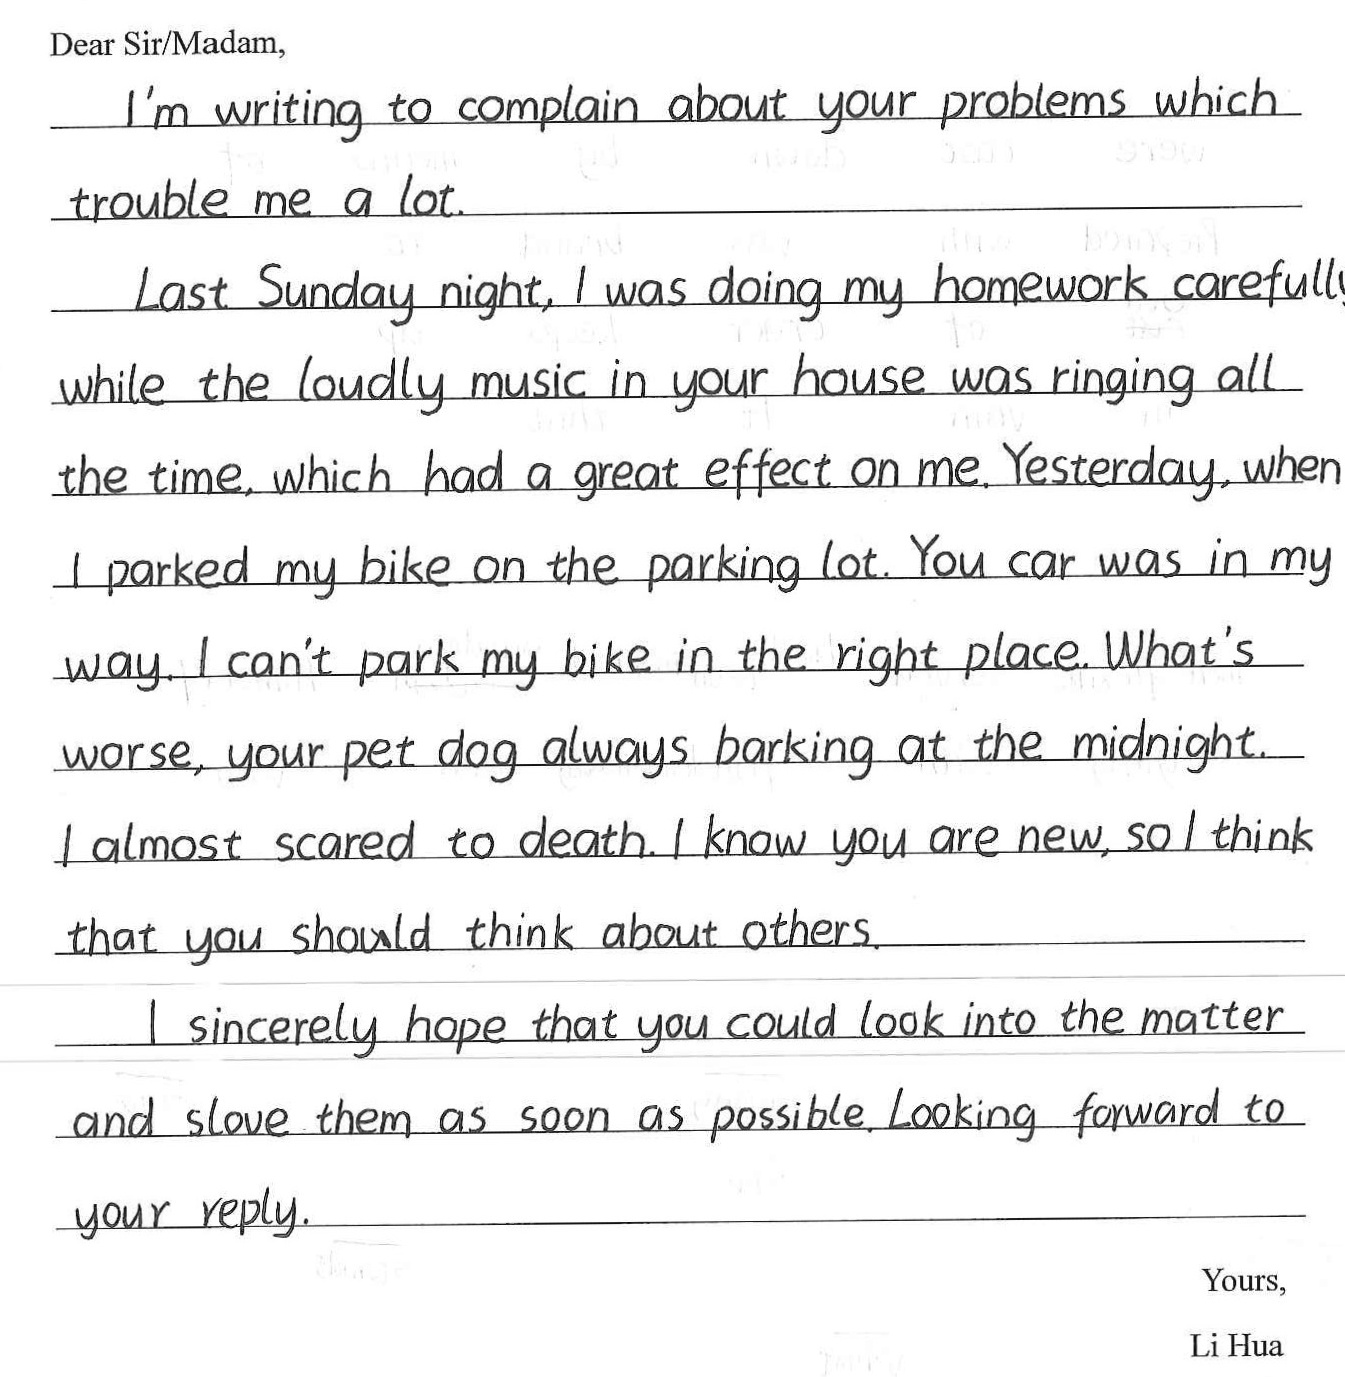 Dear Sir/Madam,
I'm writing to complain about your problems which
trouble me a lot.
Last Sunday night, I was doing my homework carefully
while the loudly music in your house was ringing all
the time, which had a great effect on me. Yesterday, when
I parked my bike on the parking lot. You car was in my
way. I can't park my bike in the right place. What's
worse, your pet dog always barking at the midnight.
I almost scared to death. I know you are new, so I think
that you should think about others.
I sincerely hope that you could look into the matter
and slove them as soon as possible. Looking forward to
your reply.
Yours,
Li Hua